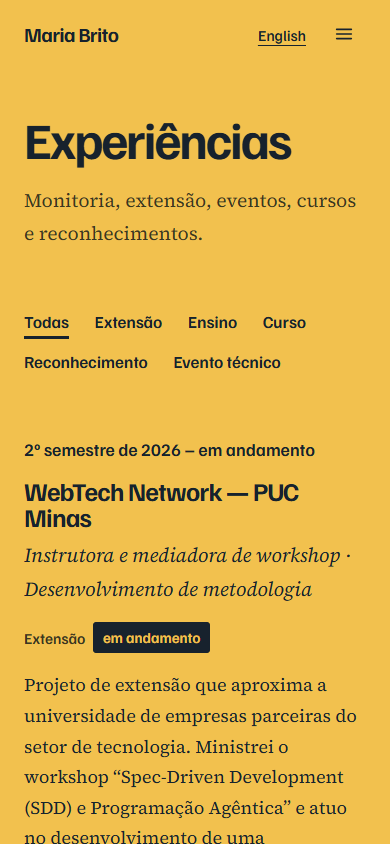 Maria Brito English
Experiências
Monitoria, extensão, eventos, cursos
e reconhecimentos.
Todas Extensão Ensino Curso
Reconhecimento Evento técnico
2º semestre de 2026 – em andamento
WebTech Network — PUC
Minas
Instrutora e mediadora de workshop ·
Desenvolvimento de metodologia
Extensão em andamento
Projeto de extensão que aproxima a
universidade de empresas parceiras do
setor de tecnologia. Ministrei o
workshop “Spec-Driven Development
(SDD) e Programação Agêntica” e atuo
no desenvolvimento de uma